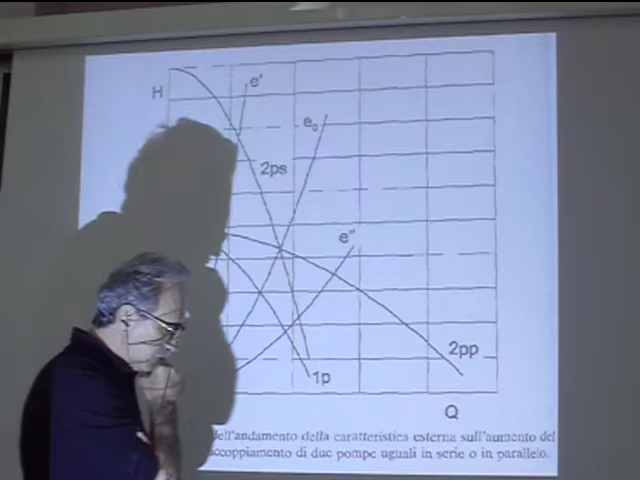 H
e'
e₀
2ps
e"
2pp
1p
Q
dell'andamento della caratteristica esterna sull'aumento del
accoppiamento di due pompe uguali in serie o in parallelo.